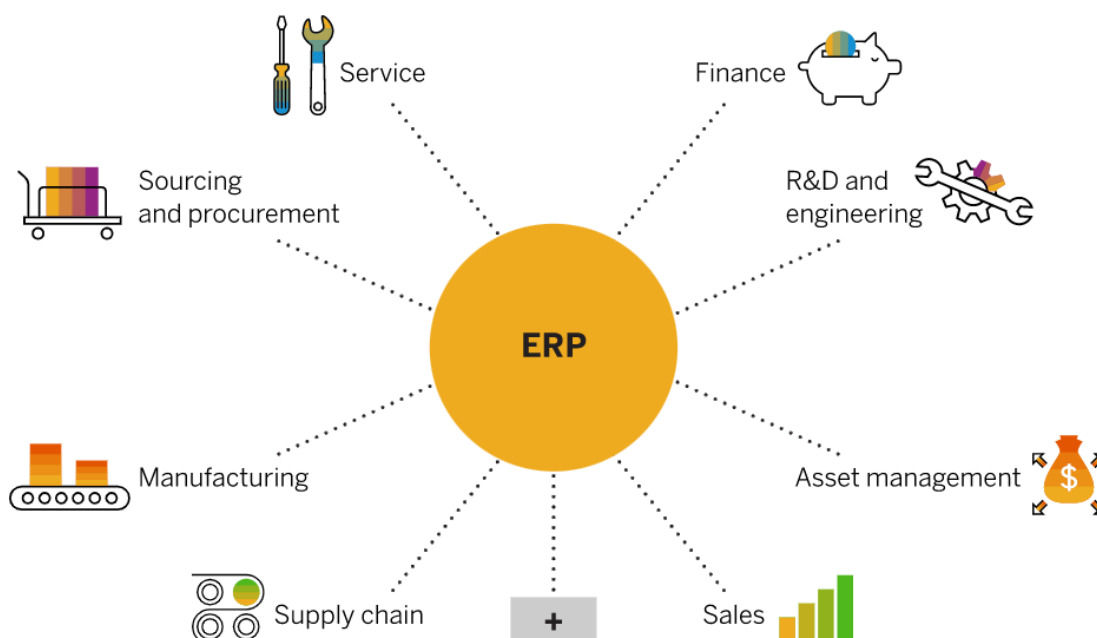 Service
Finance
Sourcing
and procurement
R&D and
engineering
ERP
Manufacturing
Asset management
$
Supply chain
+
Sales